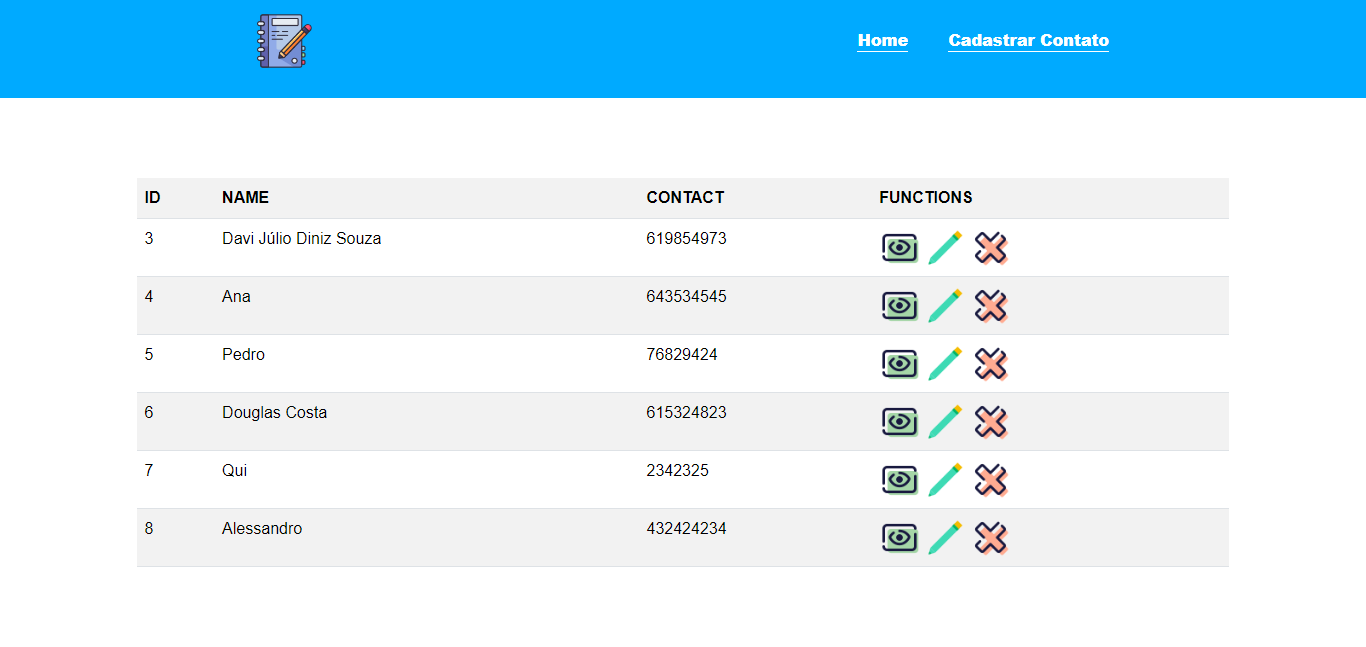 Home Cadastrar Contato
ID NAME CONTACT FUNCTIONS
3 Davi Júlio Diniz Souza 619854973
4 Ana 643534545
5 Pedro 76829424
6 Douglas Costa 615324823
7 Qui 2342325
8 Alessandro 432424234